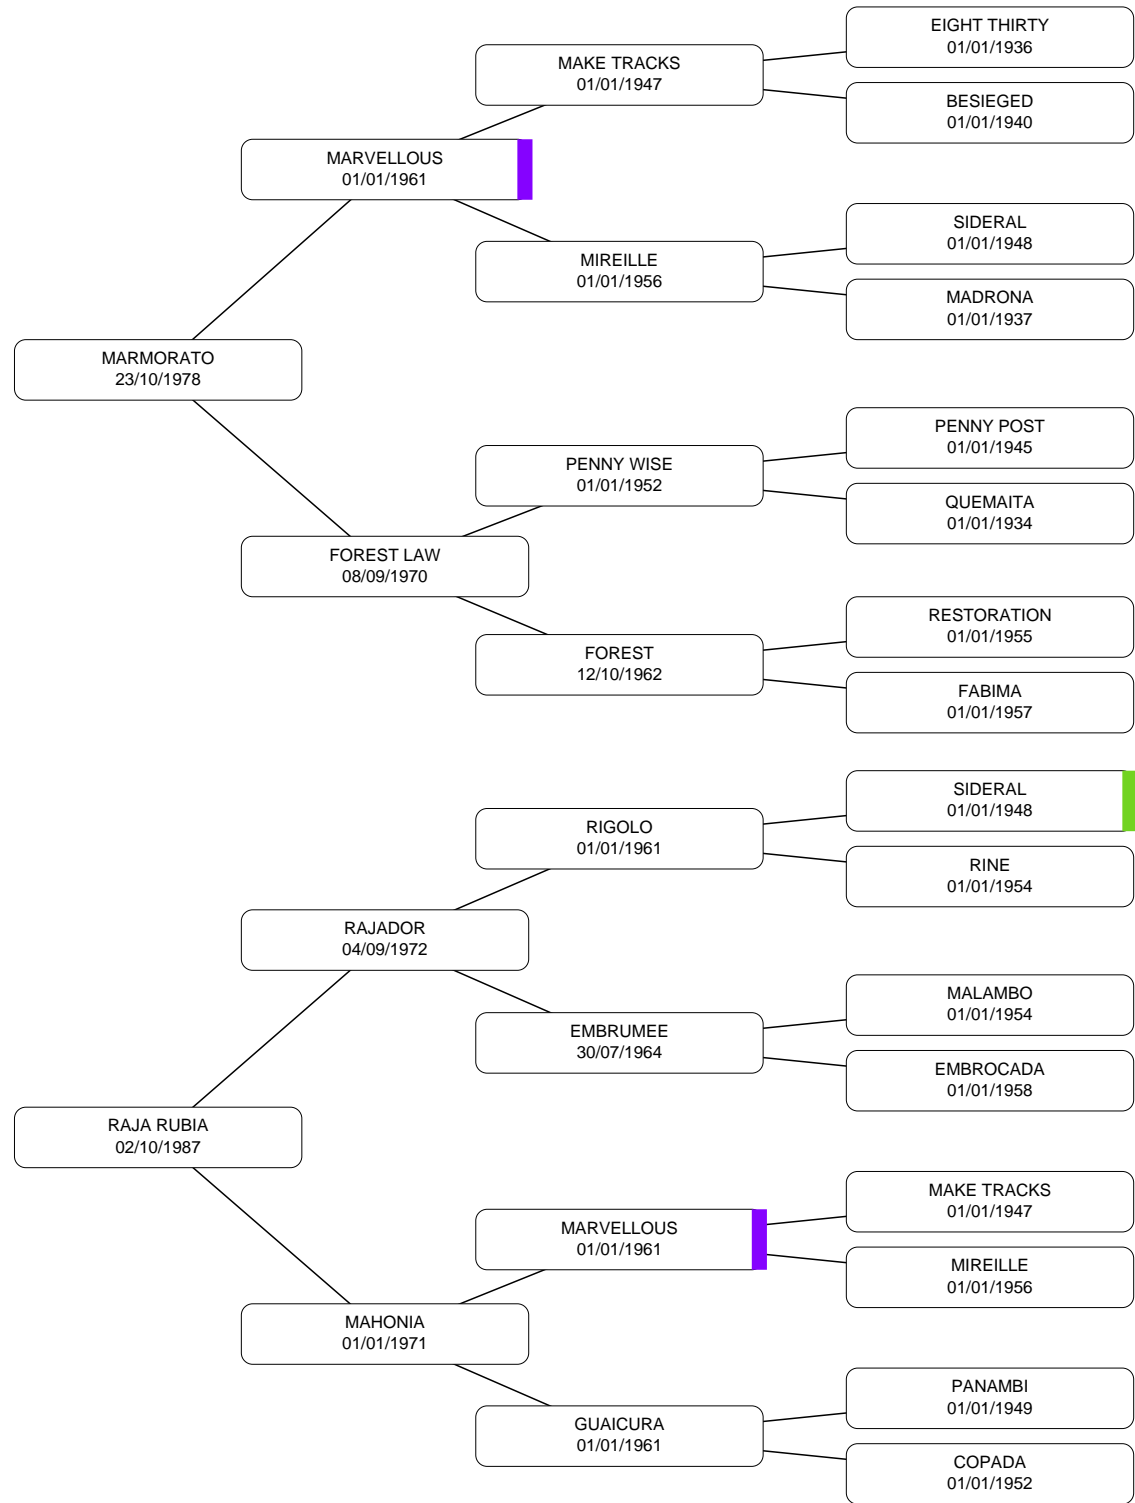 EIGHT THIRTY
01/01/1936
MAKE TRACKS
01/01/1947
BESIEGED
01/01/1940
MARVELLOUS
01/01/1961
SIDERAL
01/01/1948
MIREILLE
01/01/1956
MADRONA
01/01/1937
MARMORATO
23/10/1978
PENNY POST
01/01/1945
PENNY WISE
01/01/1952
QUEMAITA
01/01/1934
FOREST LAW
08/09/1970
RESTORATION
01/01/1955
FOREST
12/10/1962
FABIMA
01/01/1957
SIDERAL
01/01/1948
RIGOLO
01/01/1961
RINE
01/01/1954
RAJADOR
04/09/1972
MALAMBO
01/01/1954
EMBRUMEE
30/07/1964
EMBROCADA
01/01/1958
RAJA RUBIA
02/10/1987
MAKE TRACKS
01/01/1947
MARVELLOUS
01/01/1961
MIREILLE
01/01/1956
MAHONIA
01/01/1971
PANAMBI
01/01/1949
GUAICURA
01/01/1961
COPADA
01/01/1952